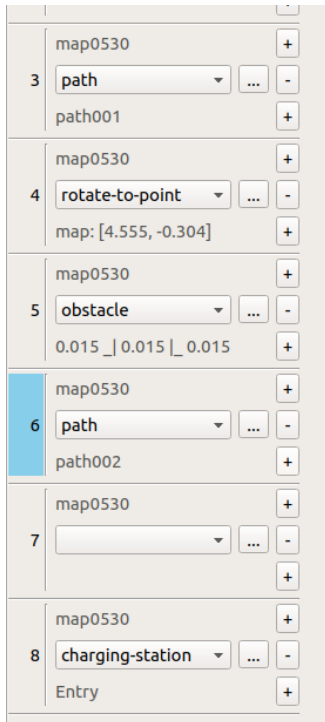 map0530 +
3 path ... -
path001 +
map0530 +
4 rotate-to-point ... -
map: [4.555, -0.304] +
map0530 +
5 obstacle ... -
0.015 _| 0.015 |_ 0.015 +
map0530 +
6 path ... -
path002 +
map0530 +
7 ... -
+
map0530 +
8 charging-station ... -
Entry +